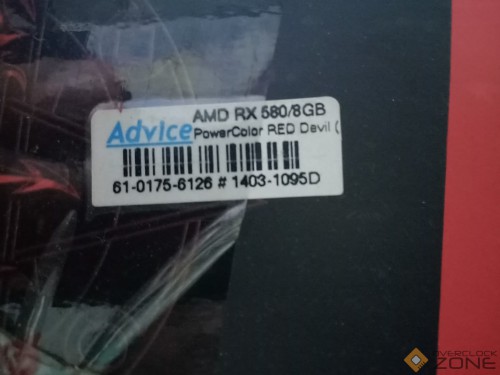 AMD RX 580/8GB
Advice
PowerColor RED Devil (
61-0175-6126 # 1403-1095D
OVERCLOCK
ZONE